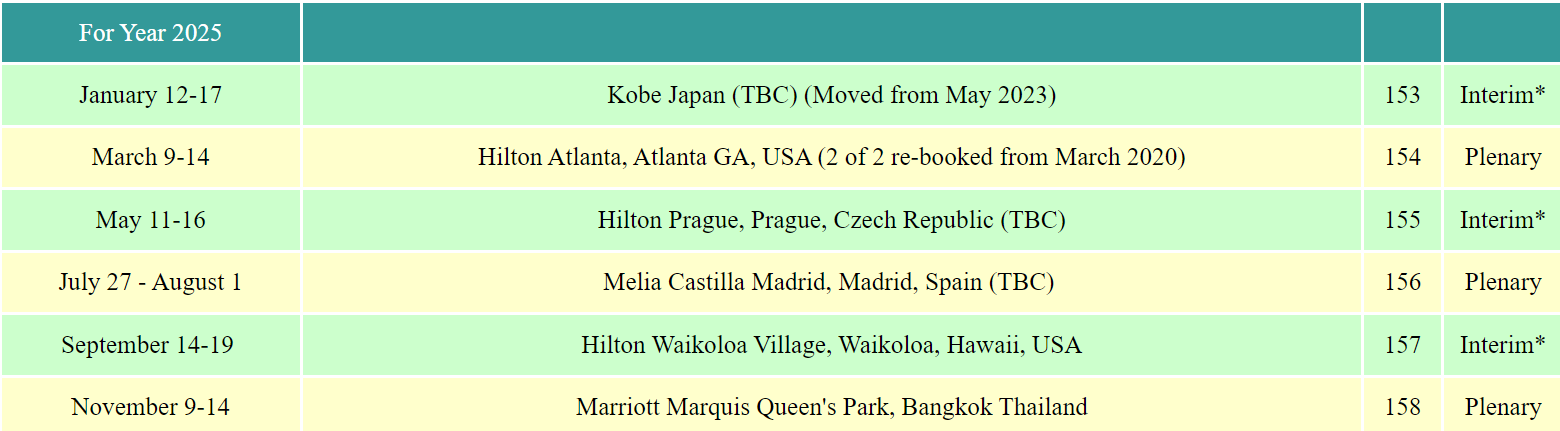 For Year 2025
January 12-17 Kobe Japan (TBC) (Moved from May 2023) 153 Interim*
March 9-14 Hilton Atlanta, Atlanta GA, USA (2 of 2 re-booked from March 2020) 154 Plenary
May 11-16 Hilton Prague, Prague, Czech Republic (TBC) 155 Interim*
July 27 - August 1 Melia Castilla Madrid, Madrid, Spain (TBC) 156 Plenary
September 14-19 Hilton Waikoloa Village, Waikoloa, Hawaii, USA 157 Interim*
November 9-14 Marriott Marquis Queen's Park, Bangkok Thailand 158 Plenary